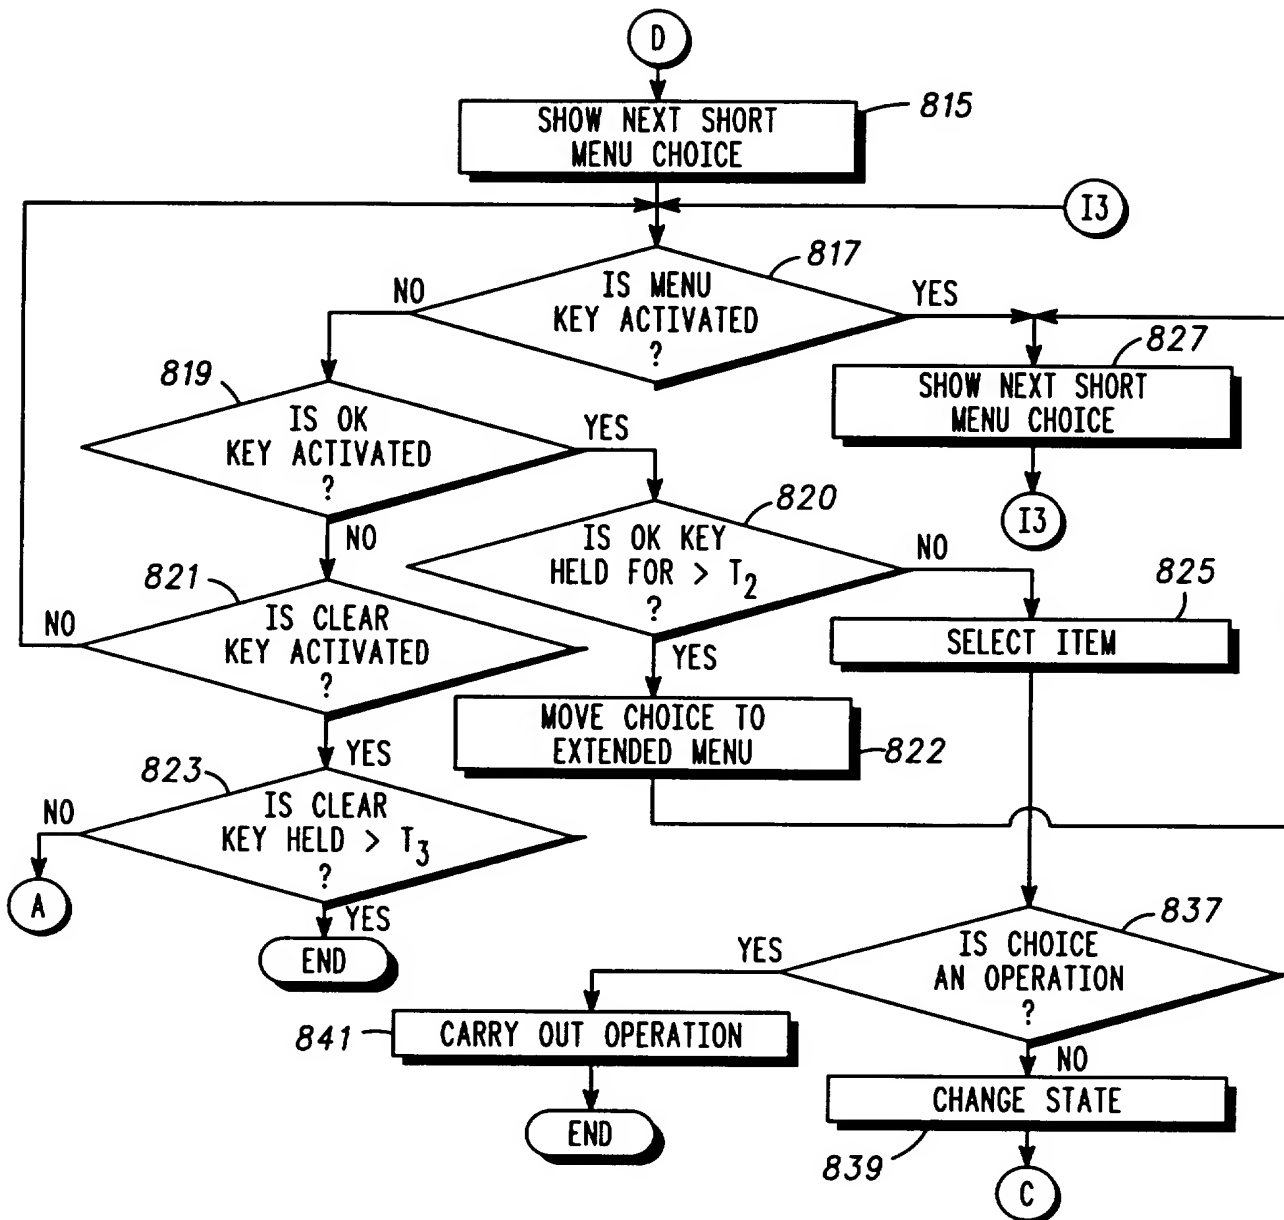 D
SHOW NEXT SHORT
MENU CHOICE
815
I3
817
IS MENU
KEY ACTIVATED
?
NO
YES
827
SHOW NEXT SHORT
MENU CHOICE
I3
819
IS OK
KEY ACTIVATED
?
YES
NO
820
IS OK KEY
HELD FOR > T2
?
NO
YES
825
SELECT ITEM
821
IS CLEAR
KEY ACTIVATED
?
NO
YES
MOVE CHOICE TO
EXTENDED MENU
822
823
IS CLEAR
KEY HELD > T3
?
NO
A
YES
END
837
IS CHOICE
AN OPERATION
?
YES
NO
841
CARRY OUT OPERATION
END
CHANGE STATE
839
C